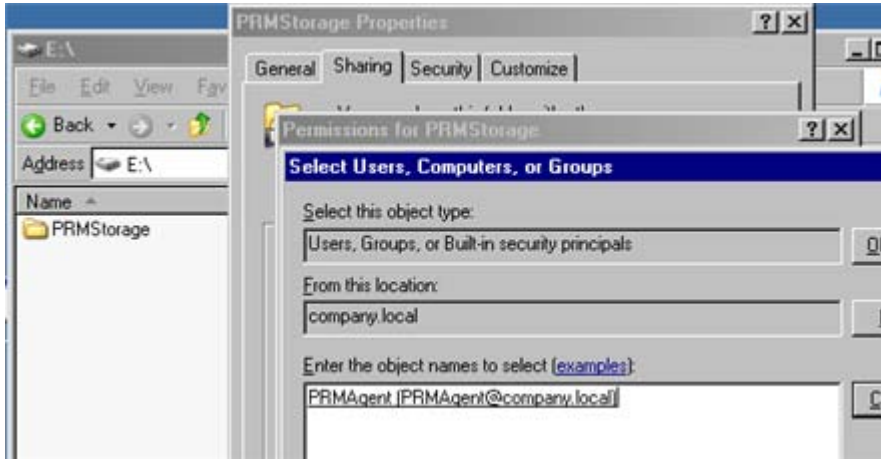 PRMStorage Properties
E:\
General Sharing Security Customize
File Edit View Fav
Back
Permissions for PRMStorage
Address E:\
Select Users, Computers, or Groups
Name
Select this object type:
PRMStorage
Users, Groups, or Built-in security principals
From this location:
company.local
Enter the object names to select (examples):
PRMAgent (PRMAgent@company.local)